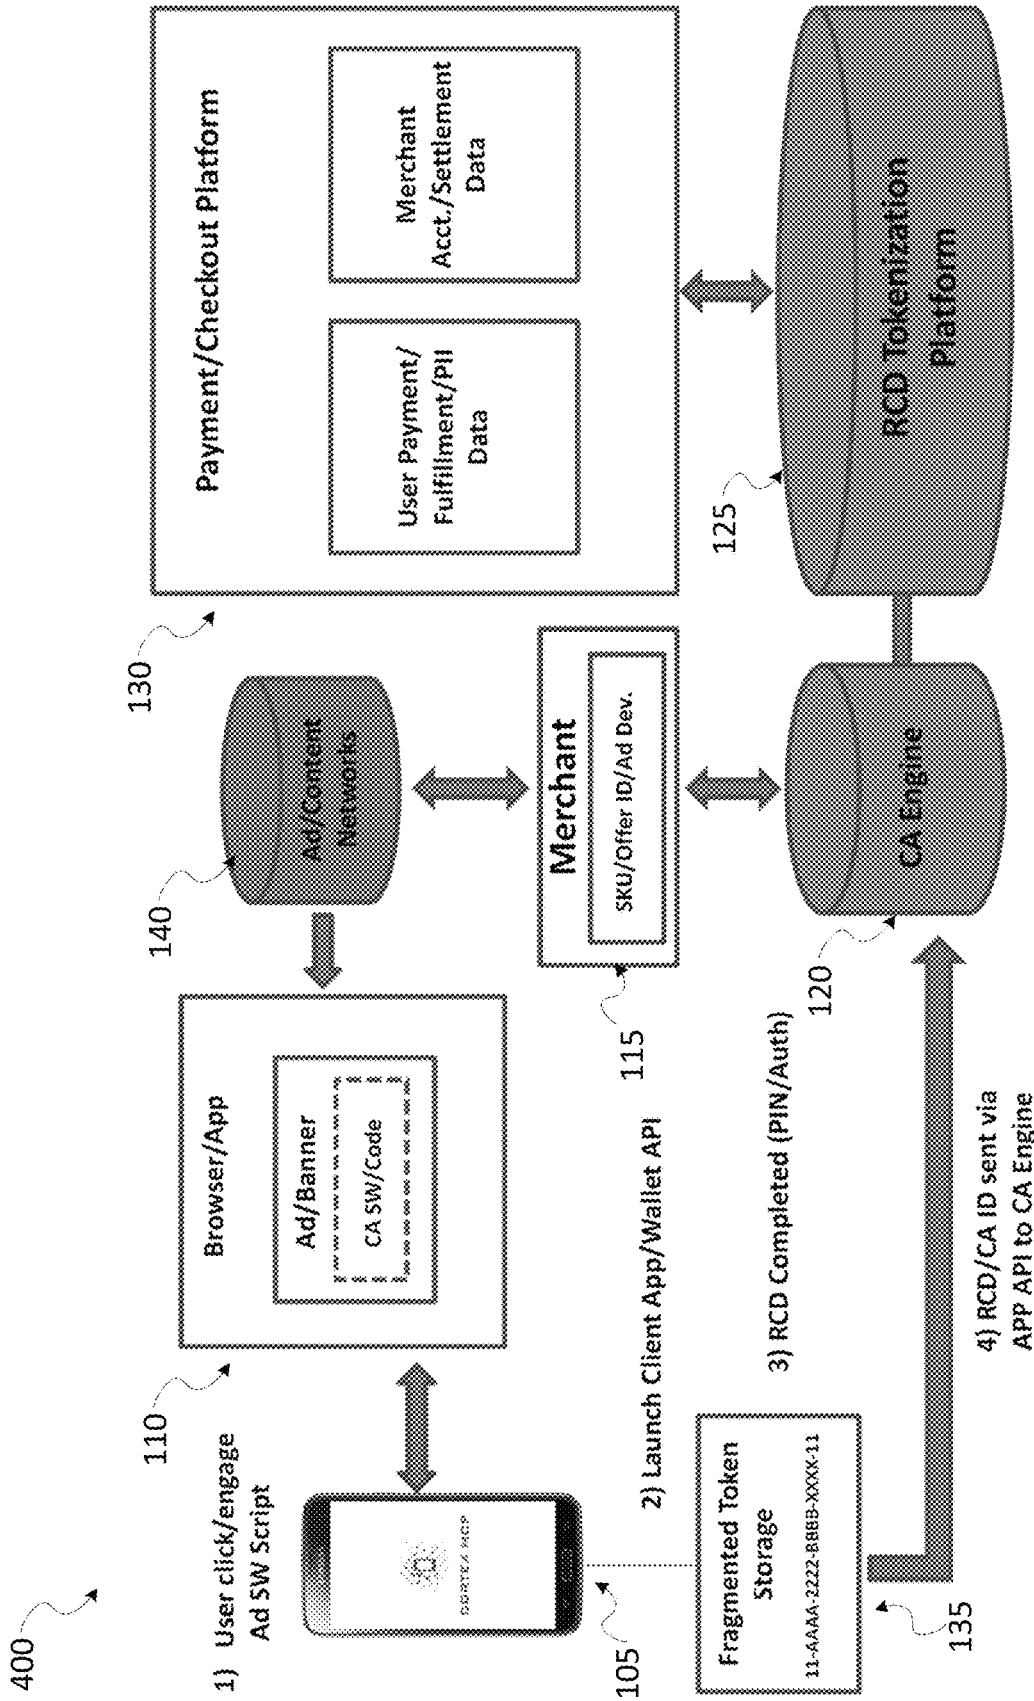 400
1) User click/engage
Ad SW Script
110
Browser/App
Ad/Banner
CA SW/Code
140
Ad/Content
Networks
130
Payment/Checkout Platform
User Payment/
Fulfillment/PII
Data
Merchant
Acct./Settlement
Data
CORTEX MCP
105
2) Launch Client App/Wallet API
115
Merchant
SKU/Offer ID/Ad Dev.
Fragmented Token
Storage
11-AAAA-2222-BBBB-XXXX-11
135
3) RCD Completed (PIN/Auth)
120
CA Engine
125
RCD Tokenization
Platform
4) RCD/CA ID sent via
APP API to CA Engine